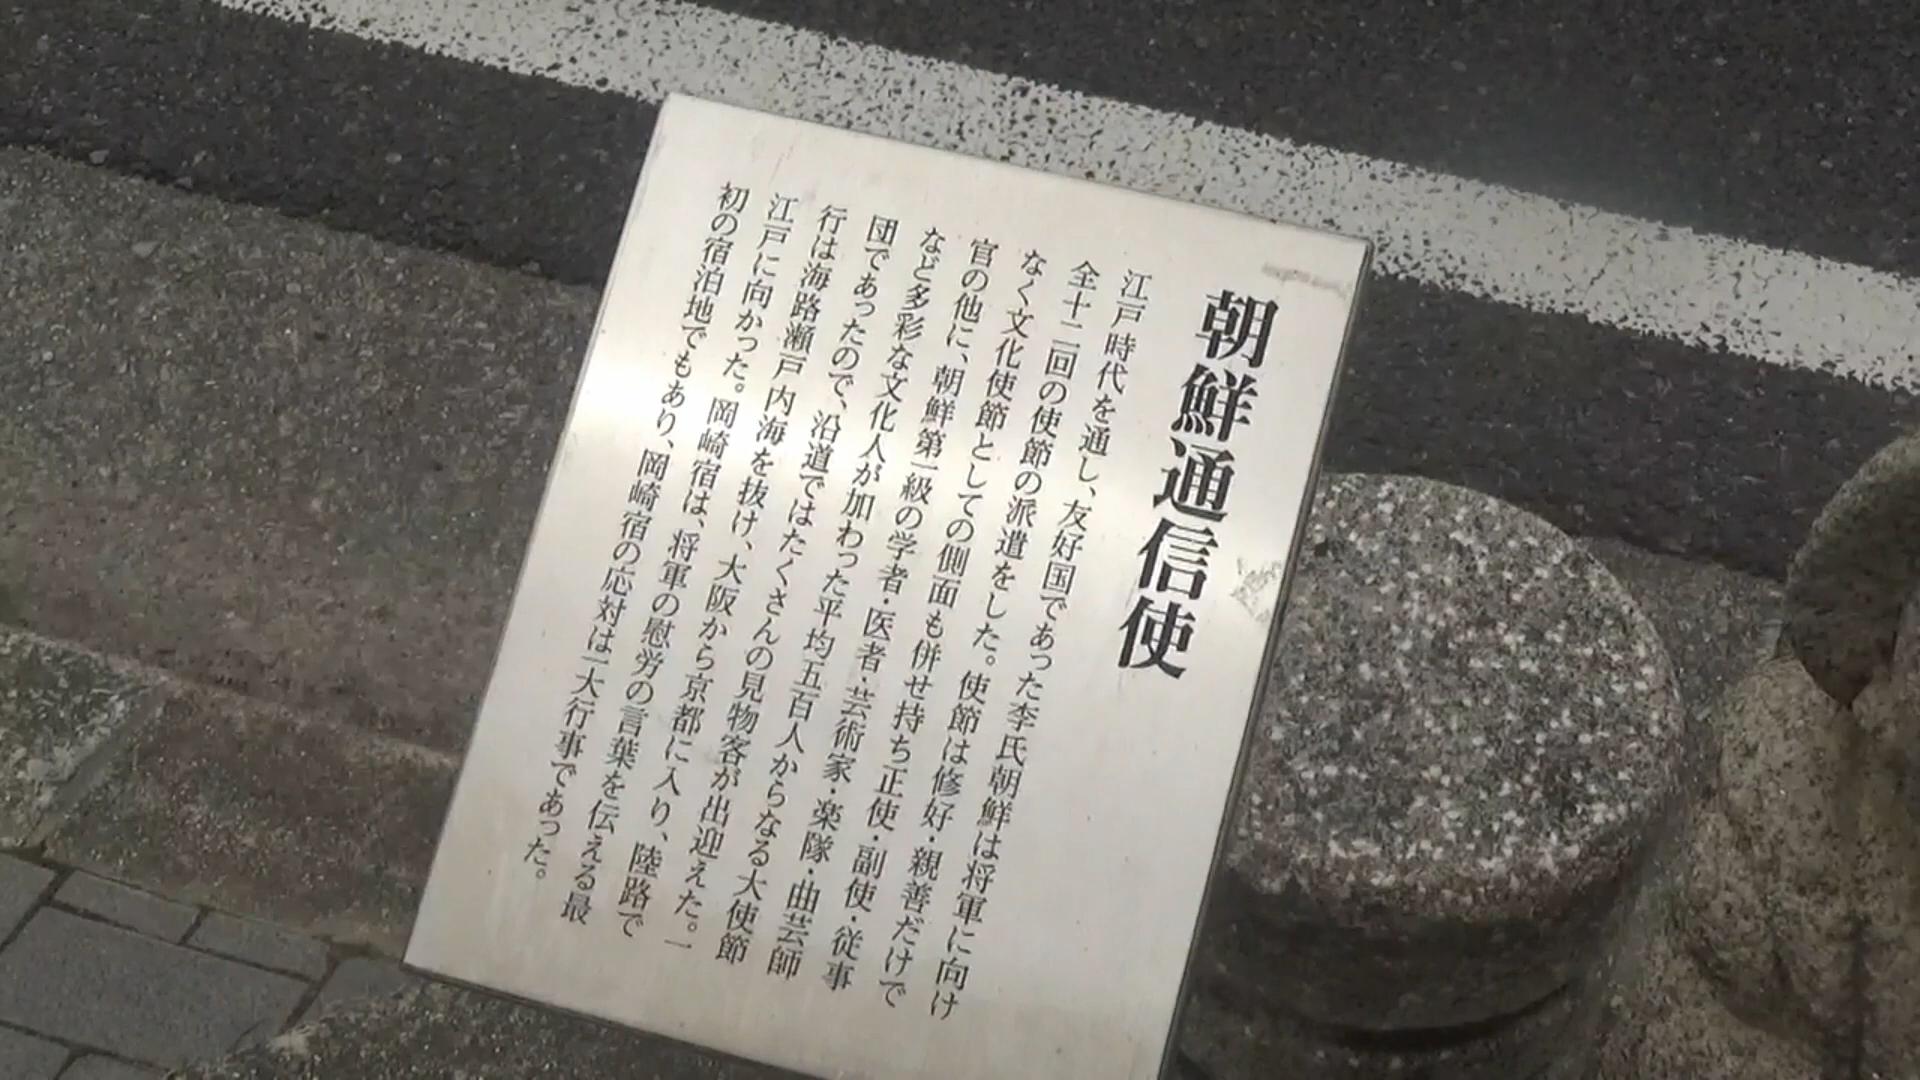 朝鮮通信使
江戸時代を通し、友好国であった李氏朝鮮は将軍に向け
全十二回の使節の派遣をした。使節は修好・親善だけで
なく文化使節としての側面も併せ持ち正使・副使・従事
官の他に、朝鮮第一級の学者・医者・芸術家・楽隊・曲芸師
など多彩な文化人が加わった平均五百人からなる大使節
団であったので、沿道ではたくさんの見物客が出迎えた。一
行は海路瀬戸内海を抜け、大阪から京都に入り、陸路で
江戸に向かった。岡崎宿は、将軍の慰労の言葉を伝える最
初の宿泊地でもあり、岡崎宿の応対は一大行事であった。